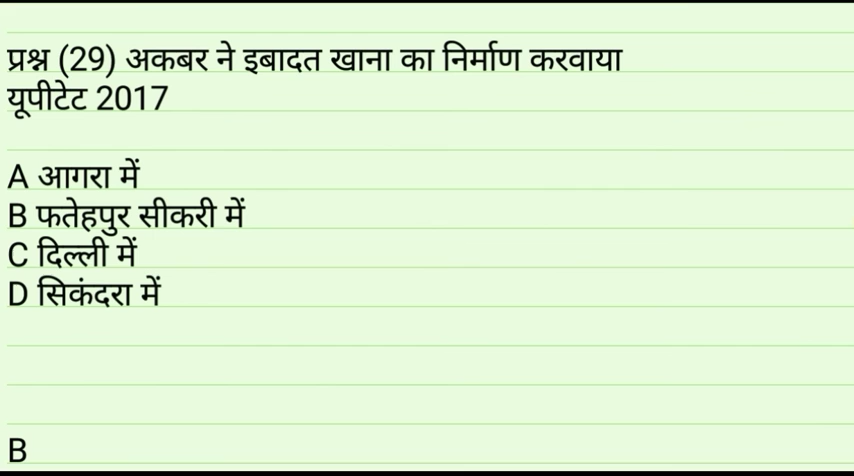 प्रश्न (29) अकबर ने इबादत खाना का निर्माण करवाया
यूपीटेट 2017
A आगरा में
B फतेहपुर सीकरी में
C दिल्ली में
D सिकंदरा में
B